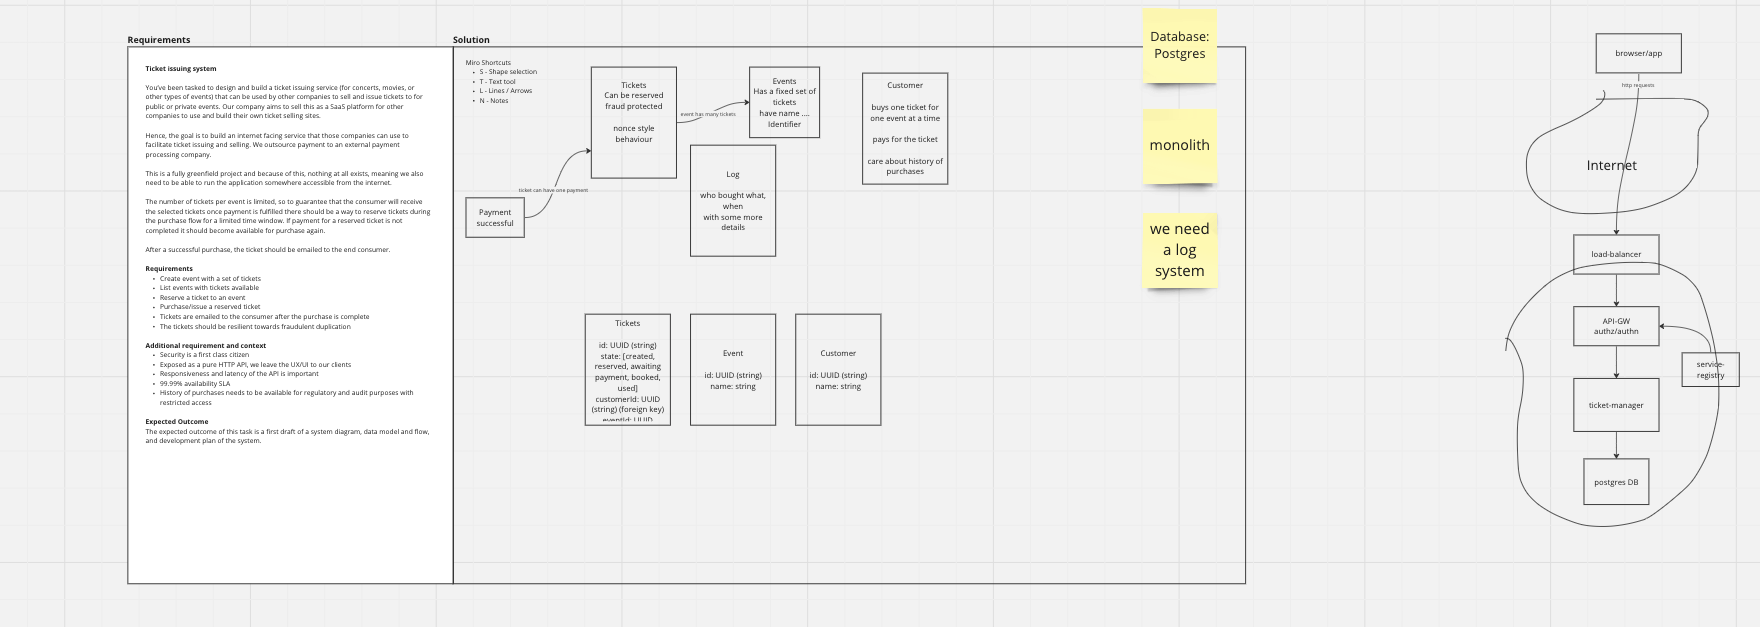 Requirements
Ticket issuing system
You've been tasked to design and build a ticket issuing service (for concerts, movies, or
other types of events) that can be used by other companies to sell and issue tickets to for
public or private events. Our company aims to sell this as a SaaS platform for other
companies to use and build their own ticket selling sites.
Hence, the goal is to build an internet facing service that those companies can use to
facilitate ticket issuing and selling. We outsource payment to an external payment
processing company.
This is a fully greenfield project and because of this, nothing at all exists, meaning we also
need to be able to run the application somewhere accessible from the internet.
The number of tickets per event is limited, so to guarantee that the consumer will receive
the selected tickets once payment is fulfilled there should be a way to reserve tickets during
the purchase flow for a limited time window. If payment for a reserved ticket is not
completed it should become available for purchase again.
After a successful purchase, the ticket should be emailed to the end consumer.
Requirements
• Create event with a set of tickets
• List events with tickets available
• Reserve a ticket to an event
• Purchase/issue a reserved ticket
• Tickets are emailed to the consumer after the purchase is complete
• The tickets should be resilient towards fraudulent duplication
Additional requirement and context
• Security is a first class citizen
• Exposed as a pure HTTP API, we leave the UX/UI to our clients
• Responsiveness and latency of the API is important
• 99.99% availability SLA
• History of purchases needs to be available for regulatory and audit purposes with
restricted access
Expected Outcome
The expected outcome of this task is a first draft of a system diagram, data model and flow,
and development plan of the system.
Solution
Miro Shortcuts
• S - Shape selection
• T - Text tool
• L - Lines / Arrows
• N - Notes
Tickets
Can be reserved
fraud protected
nonce style
behaviour
event has many tickets
Events
Has a fixed set of
tickets
have name ....
Identifier
Customer
buys one ticket for
one event at a time
pays for the ticket
care about history of
purchases
Log
who bought what,
when
with some more
details
ticket can have one payment
Payment
successful
Tickets
id: UUID (string)
state: [created,
reserved, awaiting
payment, booked,
used]
customerId: UUID
(string) (foreign key)
eventId: UUID
Event
id: UUID (string)
name: string
Customer
id: UUID (string)
name: string
Database:
Postgres
monolith
we need
a log
system
browser/app
http requests
Internet
load-balancer
API-GW
authz/authn
service-
registry
ticket-manager
postgres DB